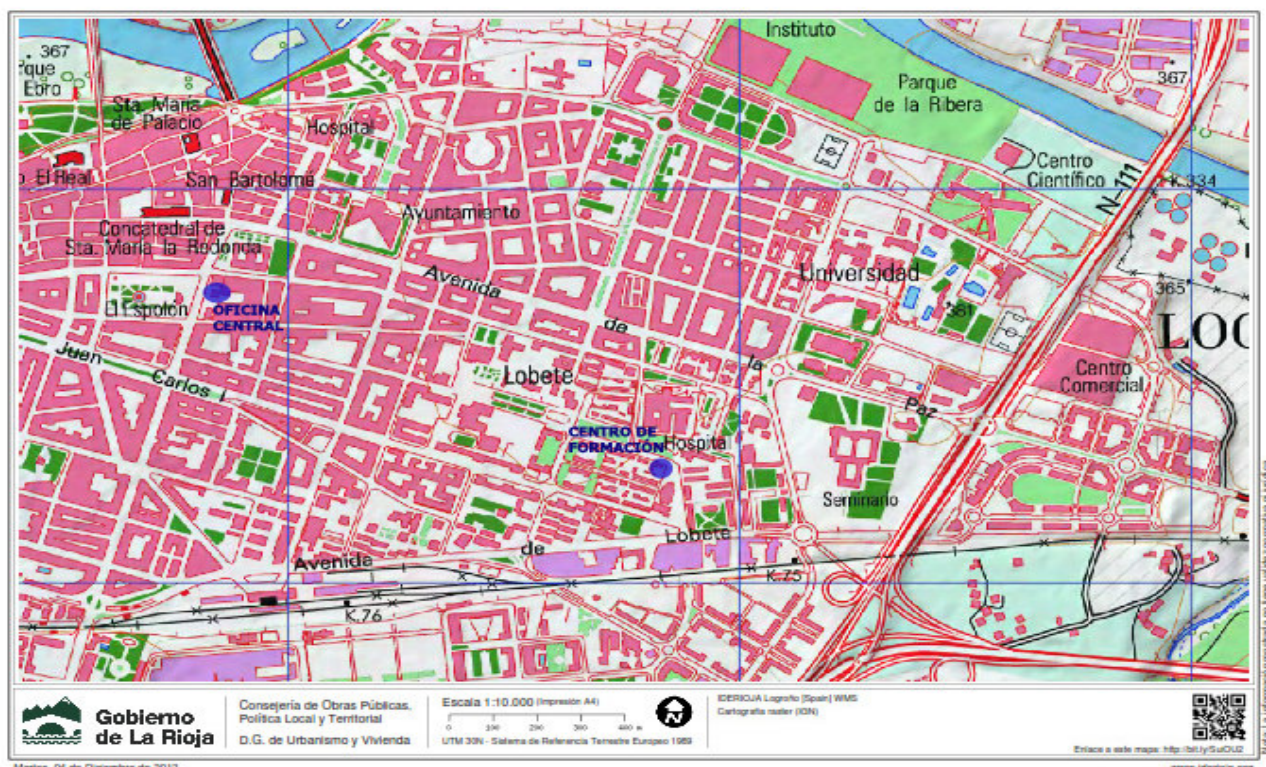 Instituto
367
Parque
de la Ribera
367
Ebro
Sta. Maria
de Palacio
Hospital
Centro
Científico
El Real
San Bartolomé
N-111
K.334
Ayuntamiento
Concatedral de
Sta. Maria la Redonda
Avenida
Universidad
365
El Espolón
OFICINA
CENTRAL
381
de
la
LOG
Juan
Carlos I
Lobete
Centro
Comercial
Paz
CENTRO DE
FORMACIÓN
Hospital
Seminario
Avenida
de
Lobete
K.75
K.76
Gobierno
de La Rioja
Consejería de Obras Públicas,
Política Local y Territorial
D.G. de Urbanismo y Vivienda
Escala 1:10.000 (Impresión A4)
0 100 200 300 400 m
UTM 30N - Sistema de Referencia Terrestre Europeo 1989
N
IDERIOJA Logroño [Spain] WMS
Cartografía raster (IGN)
Enlace a este mapa: http://bit.ly/SuiOU2